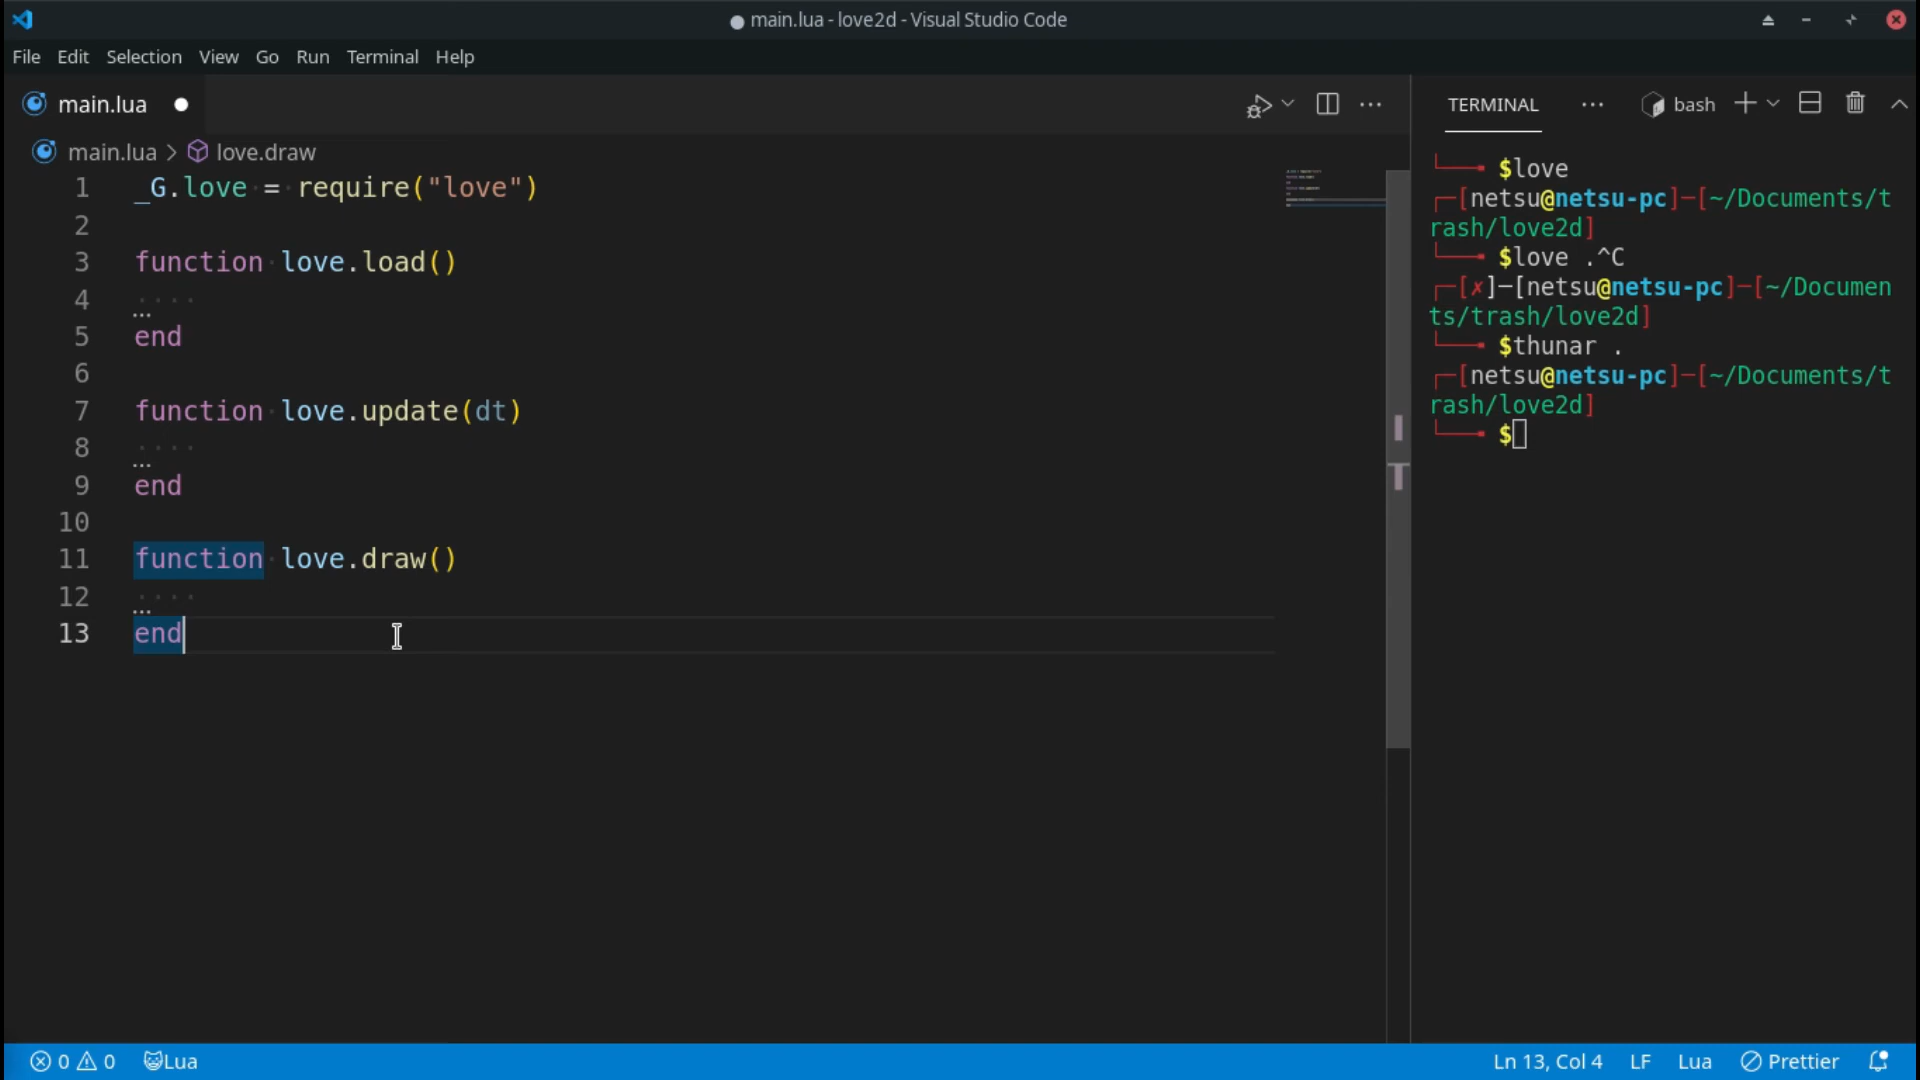 main.lua - love2d - Visual Studio Code
File Edit Selection View Go Run Terminal Help
main.lua
main.lua > love.draw
1 _G.love = require("love")
2
3 function love.load()
4 ····
5 end
6
7 function love.update(dt)
8 ····
9 end
10
11 function love.draw()
12 ····
13 end
TERMINAL ··· bash
$love
[netsu@netsu-pc]─[~/Documents/t
rash/love2d]
$love .^C
[✗]─[netsu@netsu-pc]─[~/Documen
ts/trash/love2d]
$thunar .
[netsu@netsu-pc]─[~/Documents/t
rash/love2d]
$
0 0 Lua
Ln 13, Col 4 LF Lua Prettier